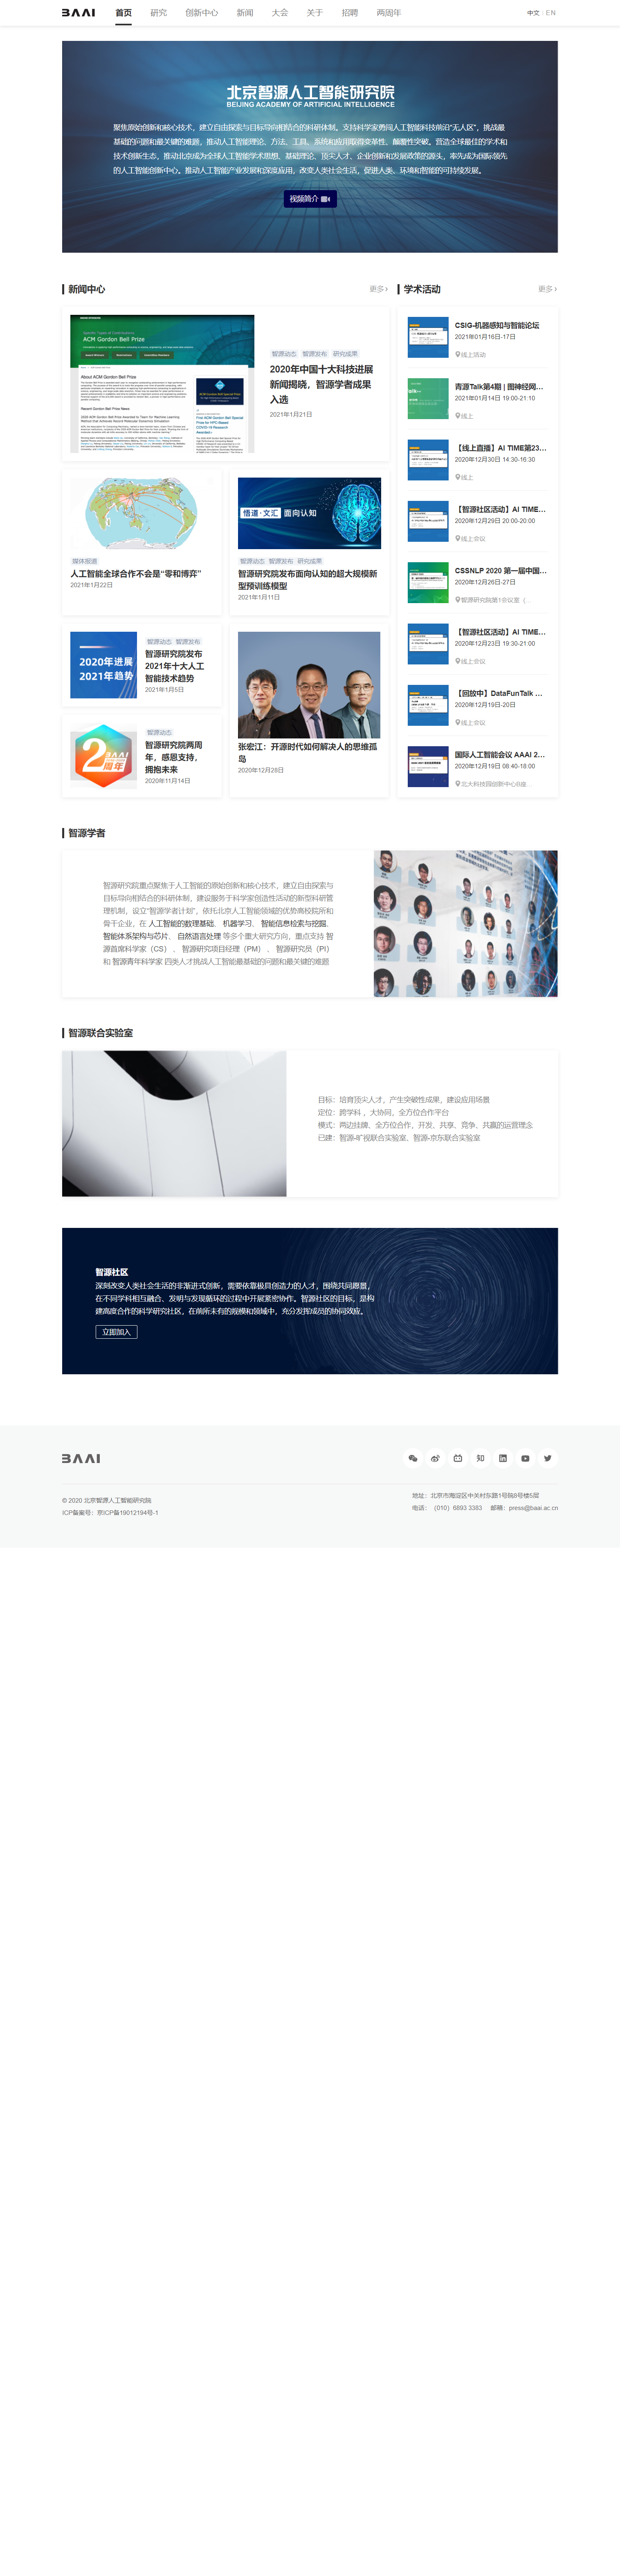 BAAI
首页 研究 创新中心 新闻 大会 关于 招聘 两周年
中文 | EN
北京智源人工智能研究院
BEIJING ACADEMY OF ARTIFICIAL INTELLIGENCE
聚焦原始创新和核心技术，建立自由探索与目标导向相结合的科研体制。支持科学家勇闯人工智能科技前沿“无人区”，挑战最
基础的问题和最关键的难题，推动人工智能理论、方法、工具、系统和应用取得变革性、颠覆性突破。营造全球最佳的学术和
技术创新生态，推动北京成为全球人工智能学术思想、基础理论、顶尖人才、企业创新和发展政策的源头，率先成为国际领先
的人工智能创新中心。推动人工智能产业发展和深度应用，改变人类社会生活，促进人类、环境和智能的可持续发展。
视频简介
新闻中心
更多
ACM Gordon Bell Prize
About ACM Gordon Bell Prize
Recent Gordon Bell Prize News
智源动态 智源发布 研究成果
2020年中国十大科技进展
新闻揭晓，智源学者成果
入选
2021年1月21日
媒体报道
人工智能全球合作不会是“零和博弈”
2021年1月22日
悟道·文汇 面向认知
智源动态 智源发布 研究成果
智源研究院发布面向认知的超大规模新
型预训练模型
2021年1月11日
2020年进展
2021年趋势
智源动态 智源发布
智源研究院发布
2021年十大人工
智能技术趋势
2021年1月5日
2
BAAI
周年
智源动态
智源研究院两周
年，感恩支持，
拥抱未来
2020年11月14日
张宏江：开源时代如何解决人的思维孤
岛
2020年12月28日
学术活动
更多
CSIG-机器感知与智能论坛
2021年01月16日-17日
线上活动
青源Talk第4期 | 图神经网...
2021年01月14日 19:00-21:10
线上
【线上直播】AI TIME第23...
2020年12月30日 14:30-16:30
线上
【智源社区活动】AI TIME...
2020年12月29日 20:00-20:00
线上会议
CSSNLP 2020 第一届中国...
2020年12月26日-27日
智源研究院第1会议室（...
【智源社区活动】AI TIME...
2020年12月23日 19:30-21:00
线上会议
【回放中】DataFunTalk ...
2020年12月19日-20日
线上会议
国际人工智能会议 AAAI 2...
2020年12月19日 08:40-18:00
北大科技园创新中心B座...
智源学者
智源研究院重点聚焦于人工智能的原始创新和核心技术，建立自由探索与
目标导向相结合的科研体制，建设服务于科学家创造性活动的新型科研管
理机制，设立“智源学者计划”，依托北京人工智能领域的优势高校院所和
骨干企业，在 人工智能的数理基础、 机器学习、 智能信息检索与挖掘、
智能体系架构与芯片、 自然语言处理 等多个重大研究方向，重点支持 智
源首席科学家（CS） 、 智源研究项目经理（PM） 、 智源研究员（PI）
和 智源青年科学家 四类人才挑战人工智能最基础的问题和最关键的难题
智源联合实验室
目标：培育顶尖人才，产生突破性成果，建设应用场景
定位：跨学科 ，大协同，全方位合作平台
模式：两边挂牌、全方位合作，开发、共享、竞争、共赢的运营理念
已建：智源-旷视联合实验室、智源-京东联合实验室
智源社区
深刻改变人类社会生活的非渐进式创新，需要依靠极具创造力的人才，围绕共同愿景，
在不同学科相互融合、发明与发现循环的过程中开展紧密协作。智源社区的目标，是构
建高度合作的科学研究社区，在前所未有的规模和领域中，充分发挥成员的协同效应。
立即加入
BAAI
知
© 2020 北京智源人工智能研究院
ICP备案号：京ICP备19012194号-1
地址：北京市海淀区中关村东路1号院8号楼5层
电话：（010）6893 3383 邮箱：press@baai.ac.cn